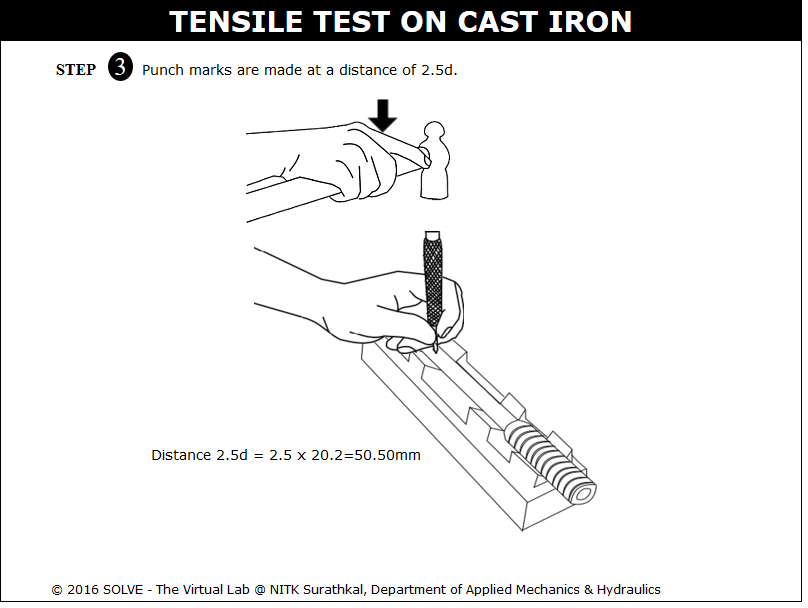 TENSILE TEST ON CAST IRON
STEP 3 Punch marks are made at a distance of 2.5d.
Distance 2.5d = 2.5 x 20.2=50.50mm
© 2016 SOLVE - The Virtual Lab @ NITK Surathkal, Department of Applied Mechanics & Hydraulics